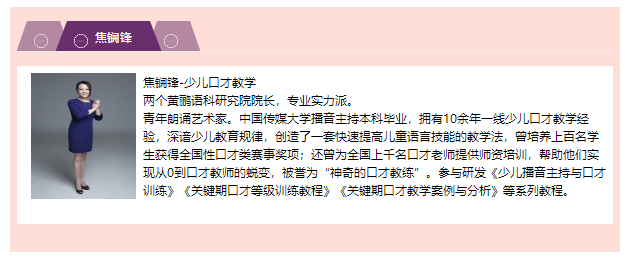 焦锎锋
焦锎锋-少儿口才教学
两个黄鹂语科研究院院长，专业实力派。
青年朗诵艺术家。中国传媒大学播音主持本科毕业，拥有10余年一线少儿口才教学经
验，深谙少儿教育规律，创造了一套快速提高儿童语言技能的教学法，曾培养上百名学
生获得全国性口才类赛事奖项；还曾为全国上千名口才老师提供师资培训，帮助他们实
现从0到口才教师的蜕变，被誉为“神奇的口才教练”。参与研发《少儿播音主持与口才
训练》《关键期口才等级训练教程》《关键期口才教学案例与分析》等系列教程。